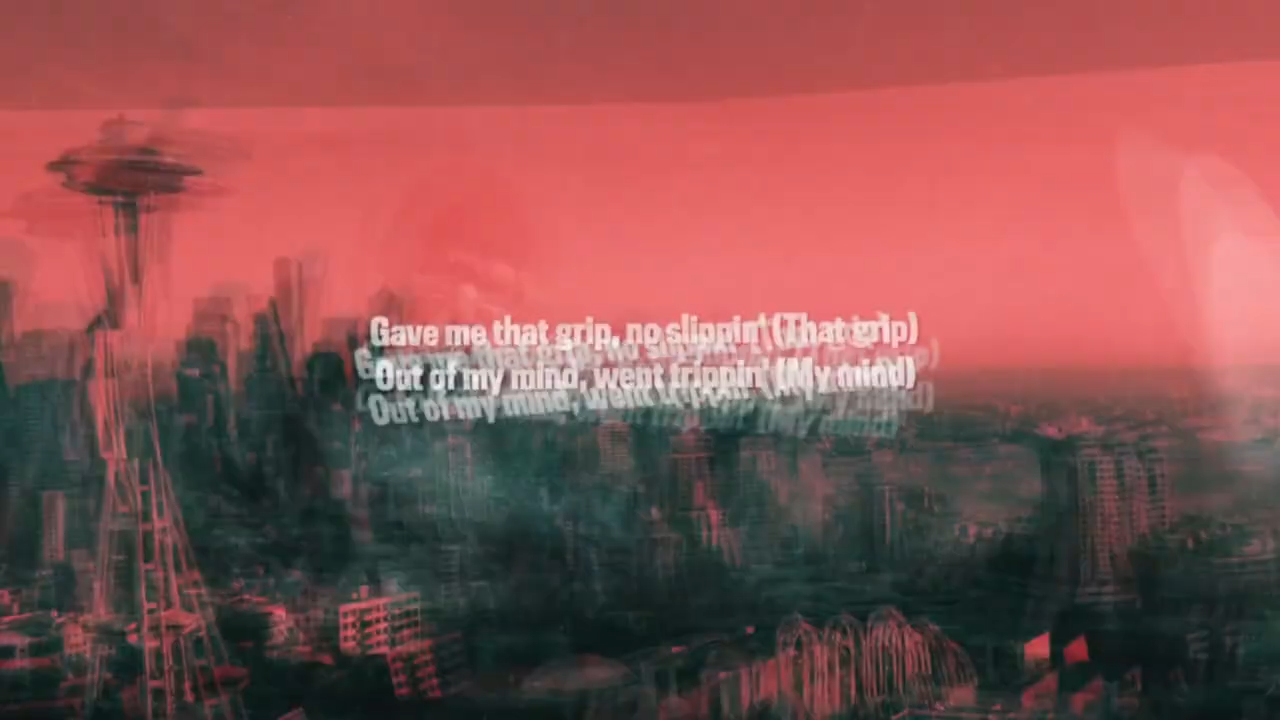 Gave me that grip, no slippin' (That grip)
Out of my mind, went trippin' (My mind)